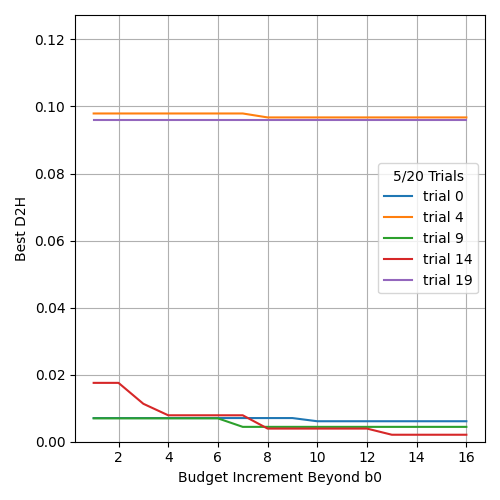 0.12
0.10
0.08
0.06
0.04
0.02
0.00
Best D2H
5/20 Trials
trial 0
trial 4
trial 9
trial 14
trial 19
2 4 6 8 10 12 14 16
Budget Increment Beyond b0